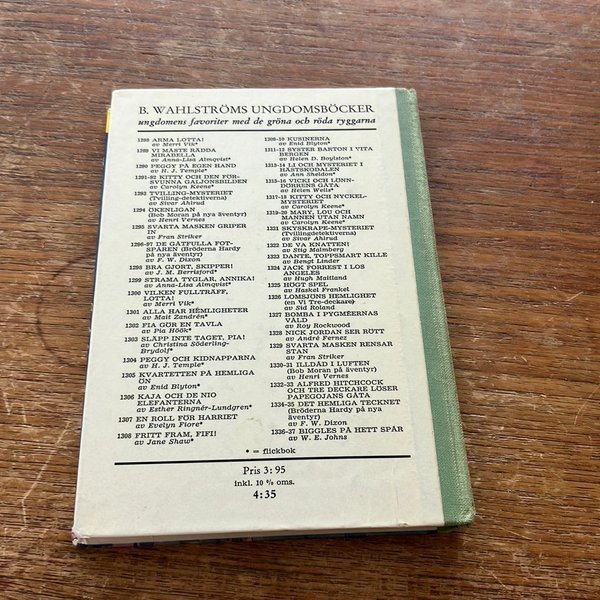 B. WAHLSTRÖMS UNGDOMSBÖCKER
ungdomens favoriter med de gröna och röda ryggarna
1288 ARMA LOTTA!
av Merri Vik*
1289 VI MÅSTE RÄDDA
MIRABELLA
av Anna-Lisa Almqvist*
1290 PEGGY PÅ EGEN HAND
av H. J. Temple*
1291-92 KITTY OCH DEN FÖR-
SVUNNA GALJONSBILDEN
av Carolyn Keene*
1293 TVILLING-MYSTERIET
(Tvilling-detektiverna)
av Sivar Ahlrud
1294 ÖKENLIGAN
(Bob Moran på nya äventyr)
av Henri Vernes
1295 SVARTA MASKEN GRIPER
IN
av Fran Striker
1296-97 DE GÅTFULLA FOT-
SPÅREN (Bröderna Hardy
på nya äventyr)
av F. W. Dixon
1298 BRA GJORT, SKIPPER!
av J. M. Berrisford*
1299 STRAMA TYGLAR, ANNIKA!
av Anna-Lisa Almqvist*
1300 VILKEN FULLTRÄFF,
LOTTA!
av Merri Vik*
1301 ALLA HAR HEMLIGHETER
av Mait Zandrén*
1302 FIA GÖR EN TAVLA
av Pia Höök*
1303 SLÄPP INTE TAGET, PIA!
av Christina Söderling-
Brydolf*
1304 PEGGY OCH KIDNAPPARNA
av H. J. Temple*
1305 KVARTETTEN PÅ HEMLIGA
ÖN
av Enid Blyton*
1306 KAJA OCH DE NIO
ELEFANTERNA
av Esther Ringnér-Lundgren*
1307 EN ROLL FÖR HARRIET
av Evelyn Fiore*
1308 FRITT FRAM, FIFI!
av Jane Shaw*
1309-10 KUSINERNA
av Enid Blyton*
1311-12 SYSTER BARTON I VITA
BERGEN
av Helen D. Boylston*
1313-14 LI OCH MYSTERIET I
HÄSTSKODALEN
av Ann Sheldon*
1315-16 VICKI OCH LÖNN-
DÖRRENS GÅTA
av Helen Wells*
1317-18 KITTY OCH NYCKEL-
MYSTERIET
av Carolyn Keene*
1319-20 MARY, LOU OCH
MANNEN UTAN NAMN
av Carolyn Keene*
1321 SKYSKRAPE-MYSTERIET
(Tvillingdetektiverna)
av Sivar Ahlrud
1322 DE VA KNATTEN!
av Stig Malmberg
1323 DANTE, TOPPSMART KILLE
av Bengt Linder
1324 JACK FORREST I LOS
ANGELES
av Hugh Maitland
1325 HÖGT SPEL
av Haskel Frankel
1326 LOMSJÖNS HEMLIGHET
(en Vi Tre-deckare)
av Sid Roland
1327 BOMBA I PYGMÉERNAS
VÅLD
av Roy Rockwood
1328 NICK JORDAN SER RÖTT
av André Fernez
1329 SVARTA MASKEN RENSAR
STAN
av Fran Striker
1330-31 ILLDÅD I LUFTEN
(Bob Moran på nya äventyr)
av Henri Vernes
1332-33 ALFRED HITCHCOCK
OCH TRE DECKARE LÖSER
PAPEGOJANS GÅTA
1334-35 DET HEMLIGA TECKNET
(Bröderna Hardy på nya
äventyr)
av F. W. Dixon
1336-37 BIGGLES PÅ HETT SPÅR
av W. E. Johns
* = flickbok
Pris 3:95
inkl. 10 % oms.
4:35